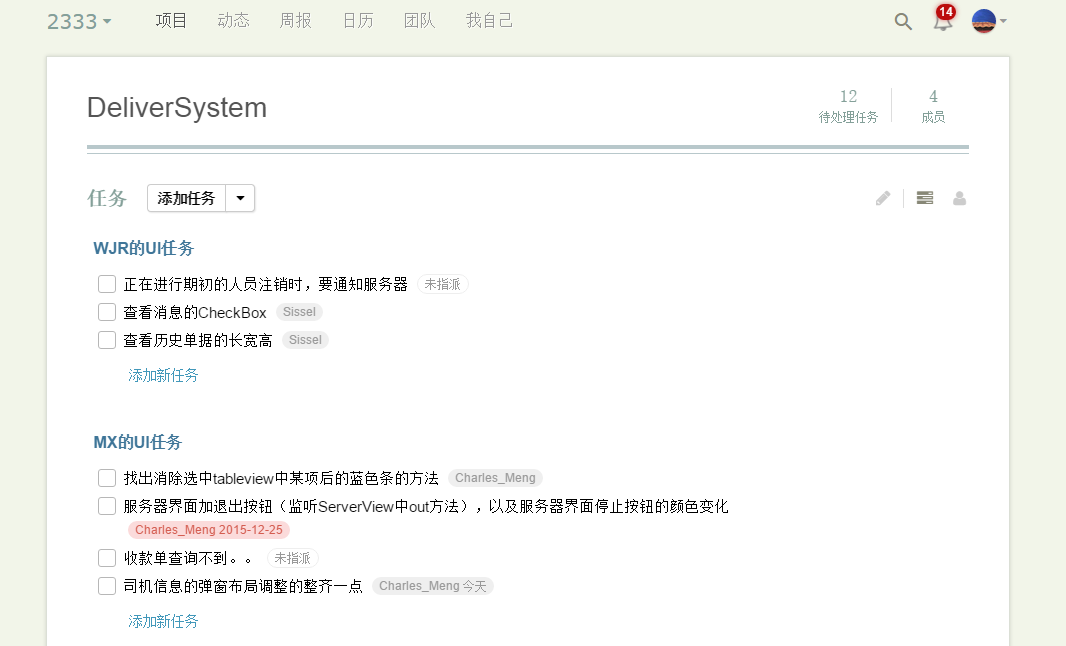 2333 项目 动态 周报 日历 团队 我自己 14
DeliverSystem
12 4
待处理任务 成员
任务 添加任务
WJR的UI任务
正在进行期初的人员注销时，要通知服务器 未指派
查看消息的CheckBox Sissel
查看历史单据的长宽高 Sissel
添加新任务
MX的UI任务
找出消除选中tableview中某项后的蓝色条的方法 Charles_Meng
服务器界面加退出按钮（监听ServerView中out方法），以及服务器界面停止按钮的颜色变化
Charles_Meng 2015-12-25
收款单查询不到。。 未指派
司机信息的弹窗布局调整的整齐一点 Charles_Meng 今天
添加新任务